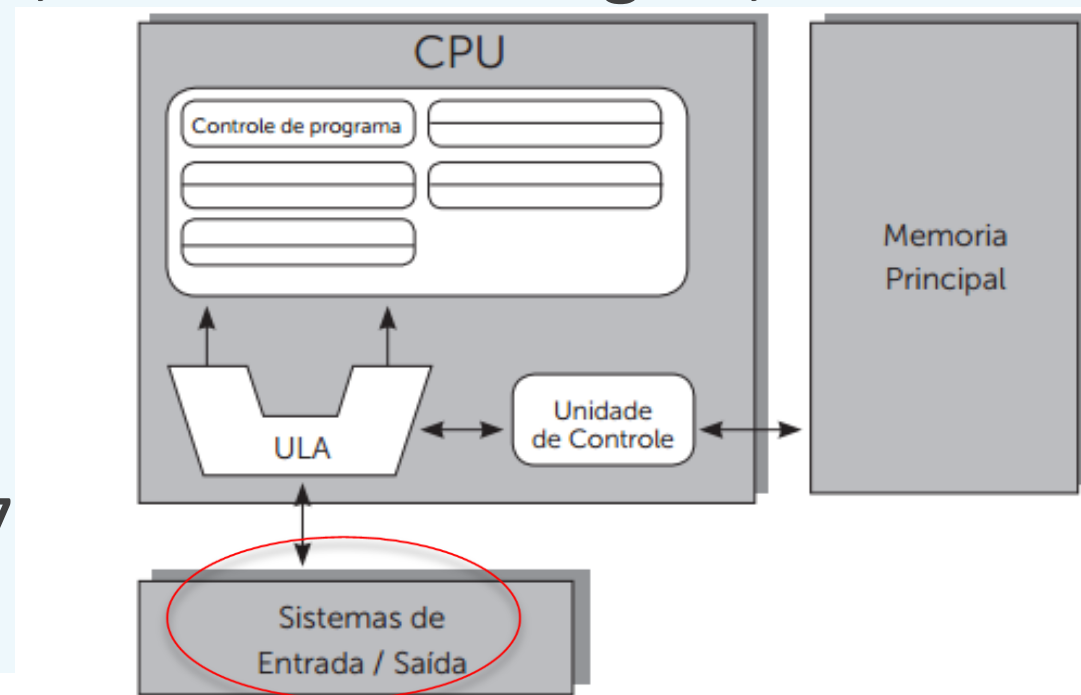 CPU
Controle de programa
Memoria
Principal
ULA
Unidade
de Controle
Sistemas de
Entrada / Saída